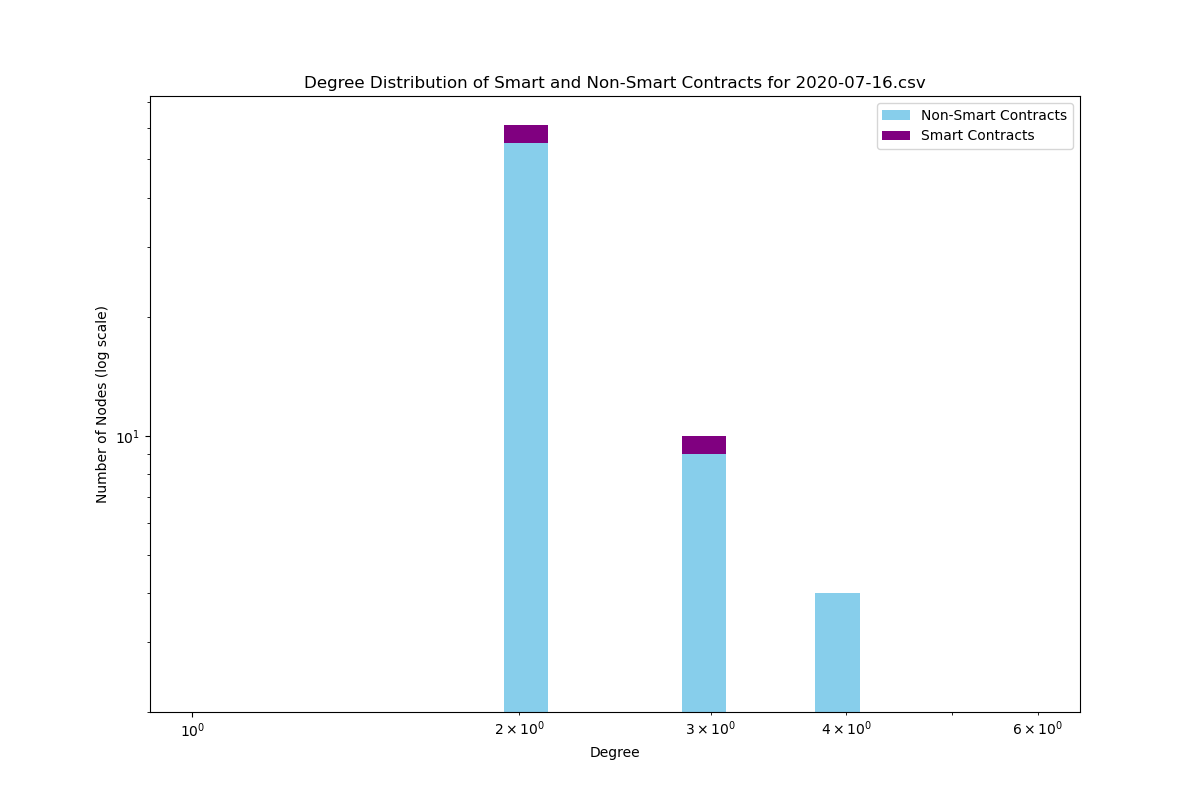 Degree Distribution of Smart and Non-Smart Contracts for 2020-07-16.csv
Non-Smart Contracts
Smart Contracts
Number of Nodes (log scale)
10¹
10⁰
2 × 10⁰
3 × 10⁰
4 × 10⁰
6 × 10⁰
Degree